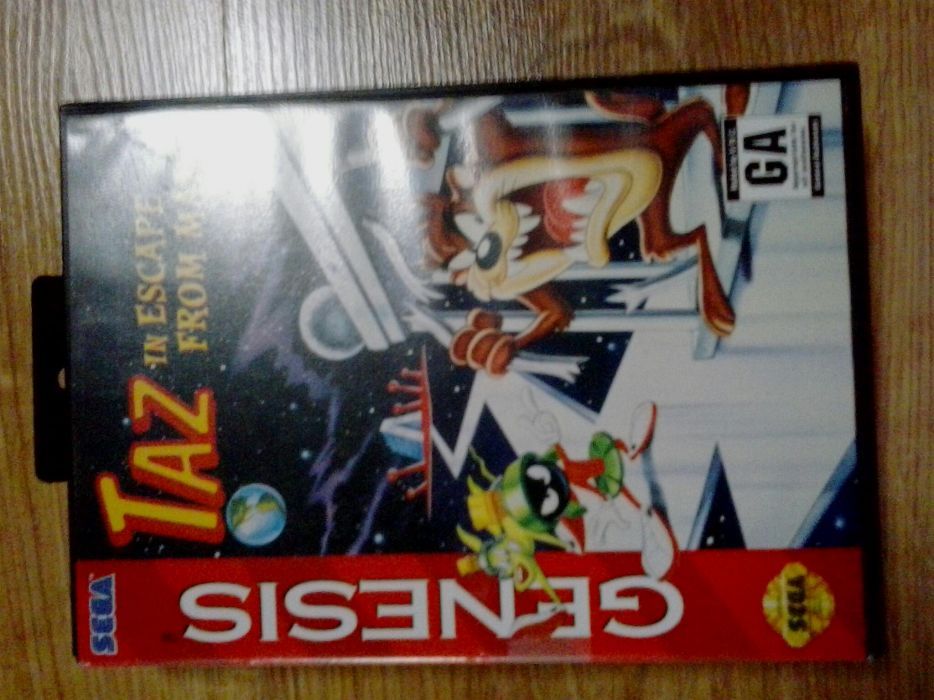 SEGA
TAZ
IN ESCAPE
FROM
GENESIS
SEGA
GA